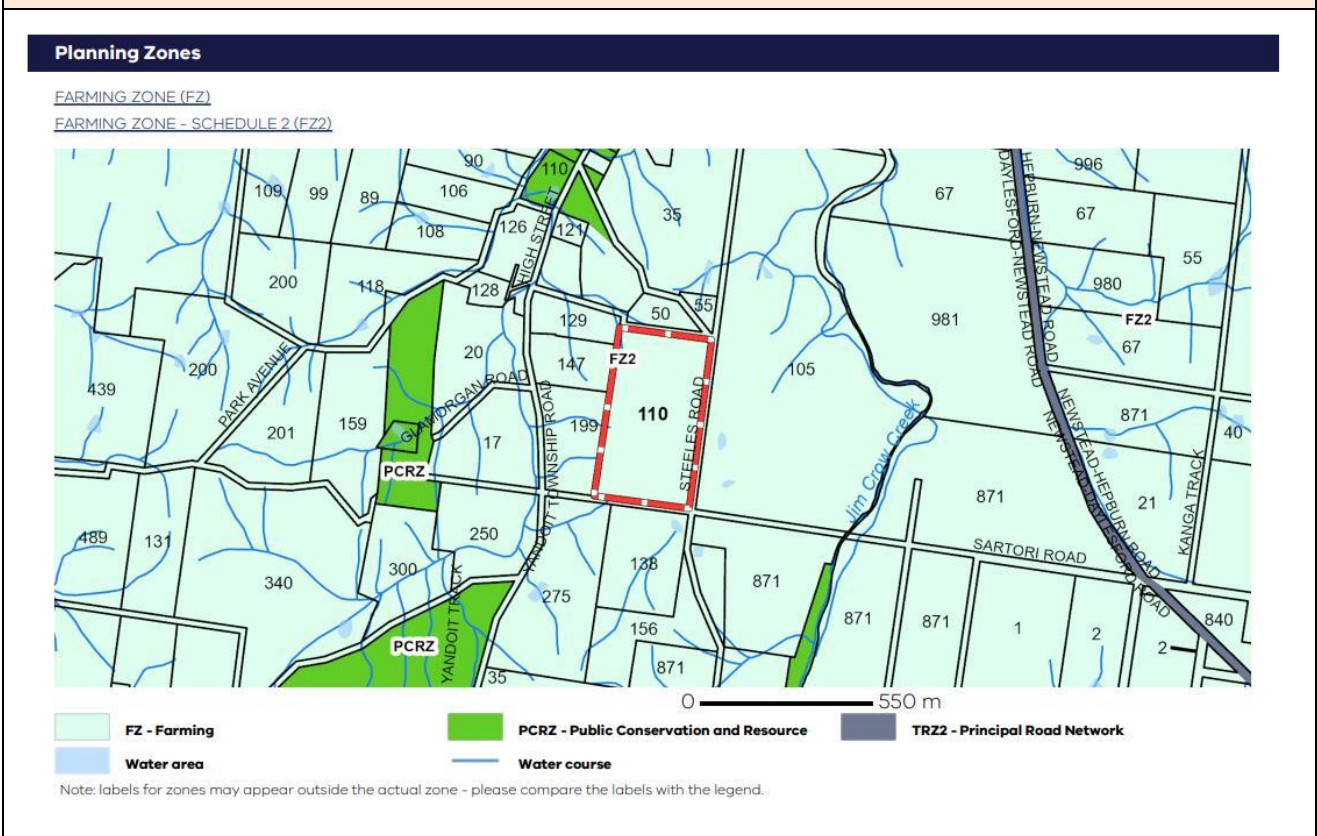 Planning Zones
FARMING ZONE (FZ)
FARMING ZONE - SCHEDULE 2 (FZ2)
90
110
996
109
99
89
106
35
67
67
108
126
121
HIGH STREET
HEPBURN-NEWSTEAD ROAD
DAYLESFORD-NEWSTEAD ROAD
55
200
118
128
980
50
55
129
981
FZ2
FZ2
67
20
147
200
439
PARK AVENUE
GLAMORGAN ROAD
105
110
STEELES ROAD
YANDOIT TOWNSHIP ROAD
Jim Crow Creek
NEWSTEAD-HEPBURN ROAD
NEWSTEAD-DAYLESFORD ROAD
871
40
201
159
17
199
PCRZ
871
21
KANGA TRACK
489
131
250
138
SARTORI ROAD
340
300
YANDOIT TRACK
275
871
871
871
1
2
840
156
PCRZ
2
35
871
0 550 m
FZ - Farming
PCRZ - Public Conservation and Resource
TRZ2 - Principal Road Network
Water area
Water course
Note: labels for zones may appear outside the actual zone - please compare the labels with the legend.